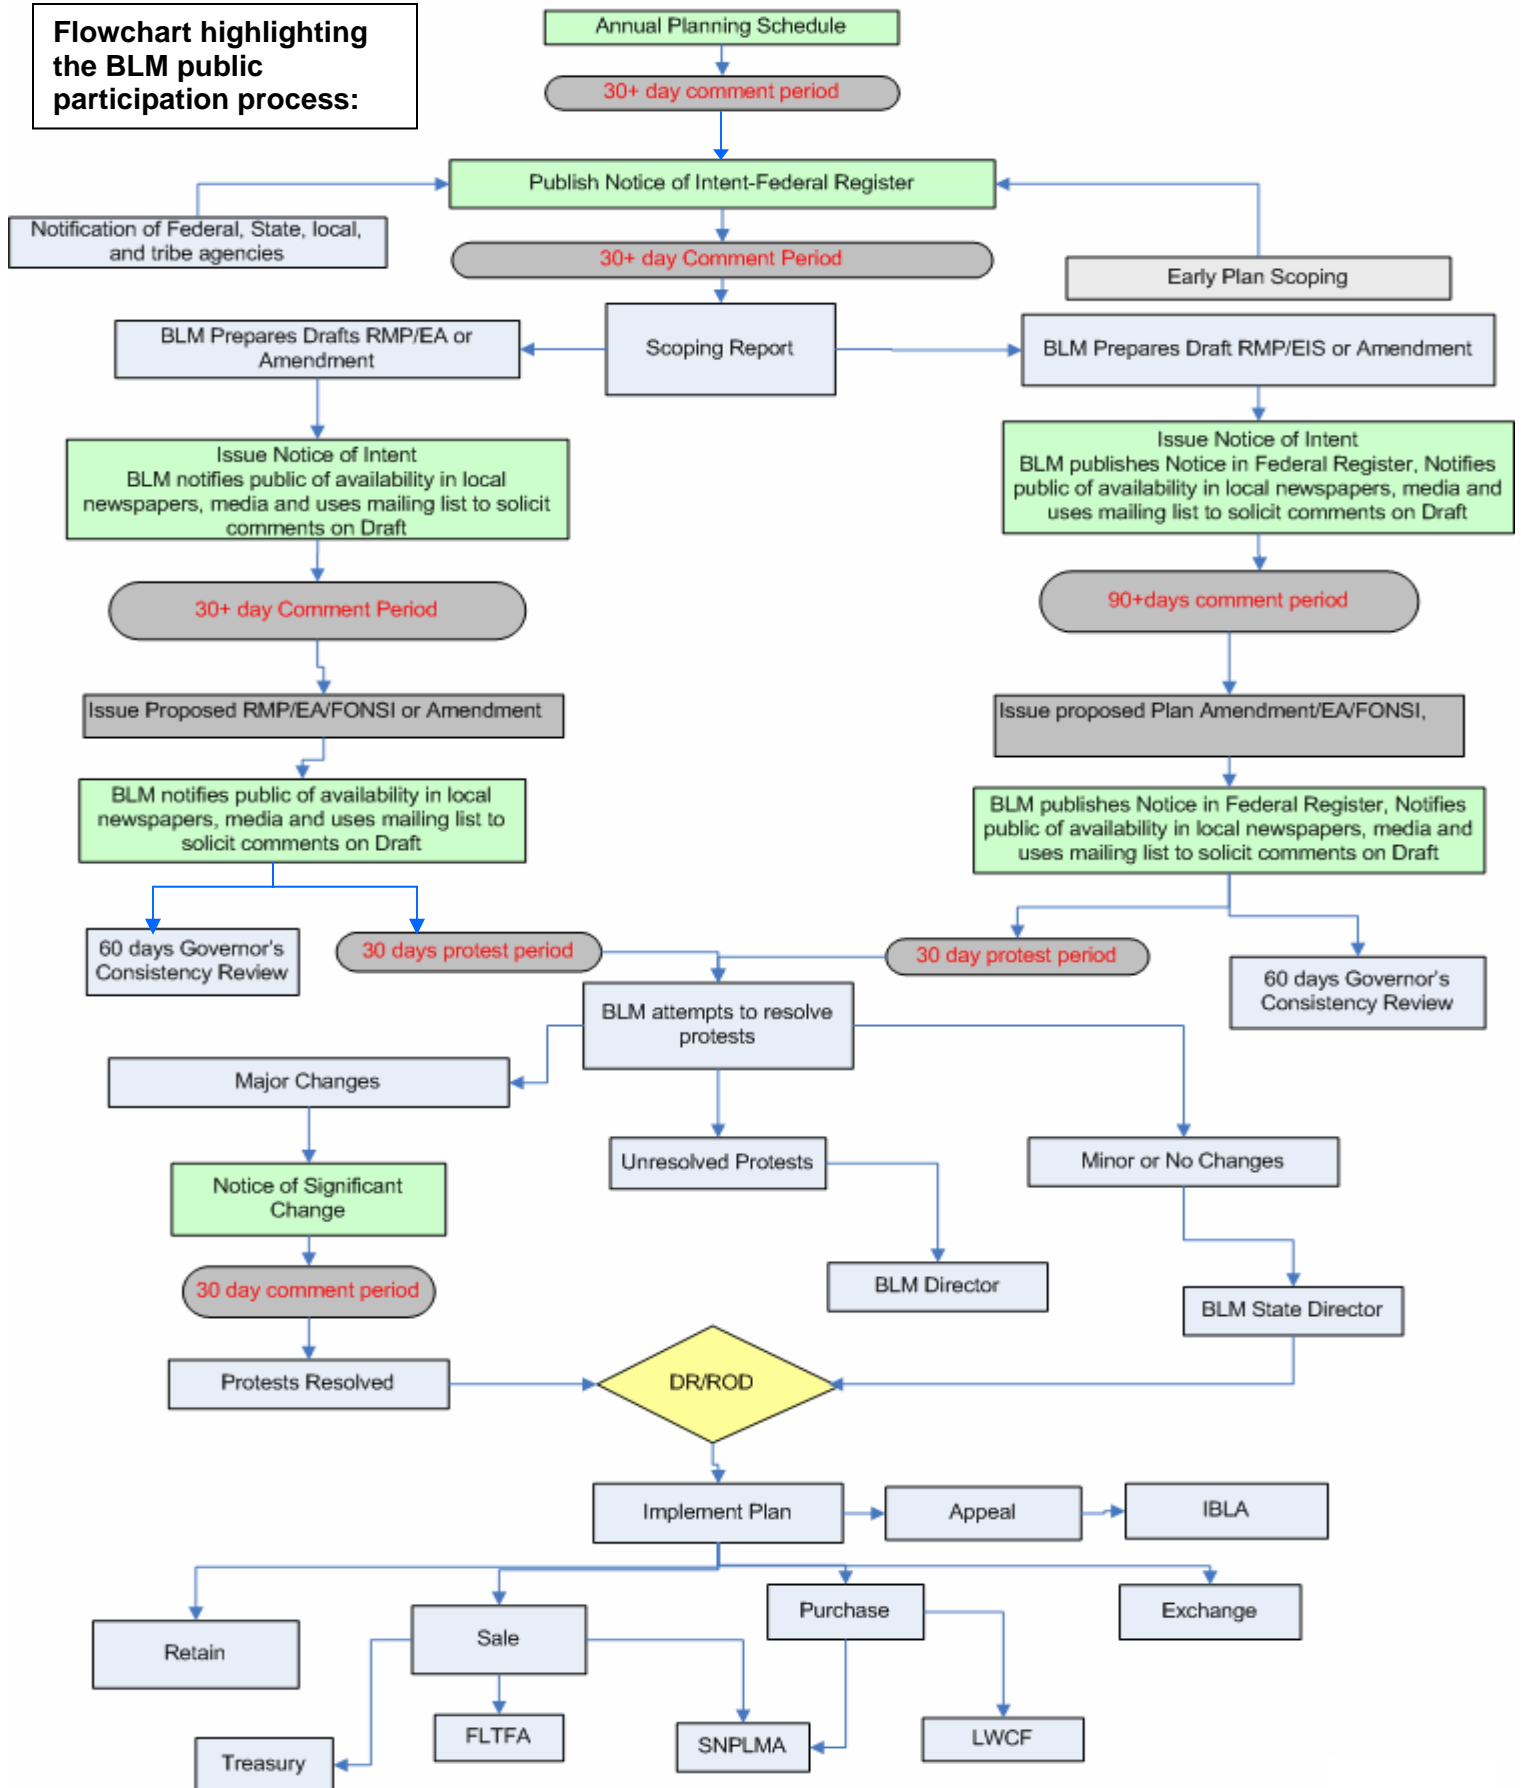 Flowchart highlighting
the BLM public
participation process:
Annual Planning Schedule
30+ day comment period
Publish Notice of Intent-Federal Register
Notification of Federal, State, local,
and tribe agencies
30+ day Comment Period
Early Plan Scoping
BLM Prepares Drafts RMP/EA or
Amendment
Scoping Report
BLM Prepares Draft RMP/EIS or Amendment
Issue Notice of Intent
BLM notifies public of availability in local
newspapers, media and uses mailing list to solicit
comments on Draft
Issue Notice of Intent
BLM publishes Notice in Federal Register, Notifies
public of availability in local newspapers, media and
uses mailing list to solicit comments on Draft
30+ day Comment Period
90+days comment period
Issue Proposed RMP/EA/FONSI or Amendment
Issue proposed Plan Amendment/EA/FONSI,
BLM notifies public of availability in local
newspapers, media and uses mailing list to
solicit comments on Draft
BLM publishes Notice in Federal Register, Notifies
public of availability in local newspapers, media and
uses mailing list to solicit comments on Draft
60 days Governor's
Consistency Review
30 days protest period
30 day protest period
60 days Governor's
Consistency Review
BLM attempts to resolve
protests
Major Changes
Unresolved Protests
Minor or No Changes
Notice of Significant
Change
30 day comment period
BLM Director
BLM State Director
Protests Resolved
DR/ROD
Implement Plan
Appeal
IBLA
Retain
Sale
Purchase
Exchange
Treasury
FLTFA
SNPLMA
LWCF